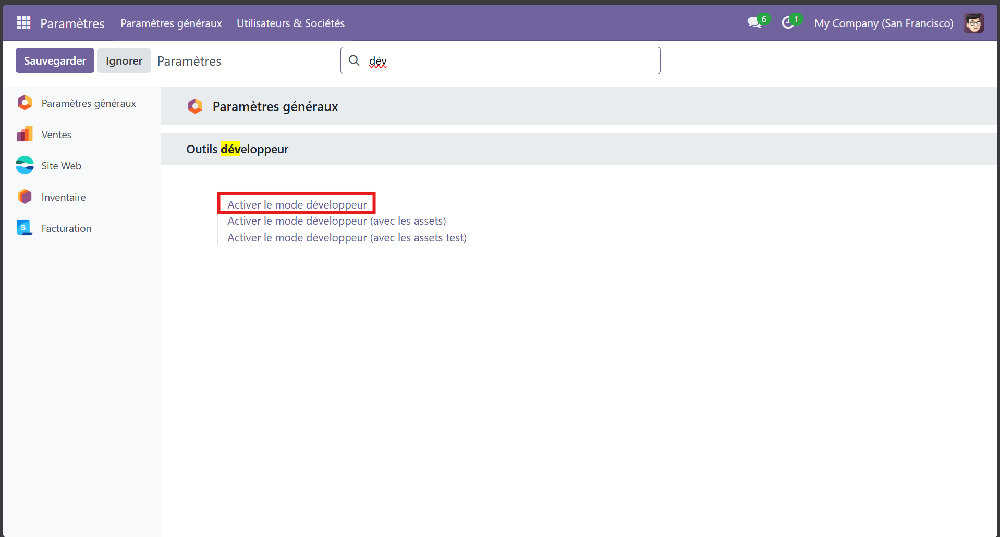 Paramètres Paramètres généraux Utilisateurs & Sociétés 6 1 My Company (San Francisco)
Sauvegarder Ignorer Paramètres dév
Paramètres généraux
Ventes
Site Web
Inventaire
Facturation
Paramètres généraux
Outils développeur
Activer le mode développeur
Activer le mode développeur (avec les assets)
Activer le mode développeur (avec les assets test)